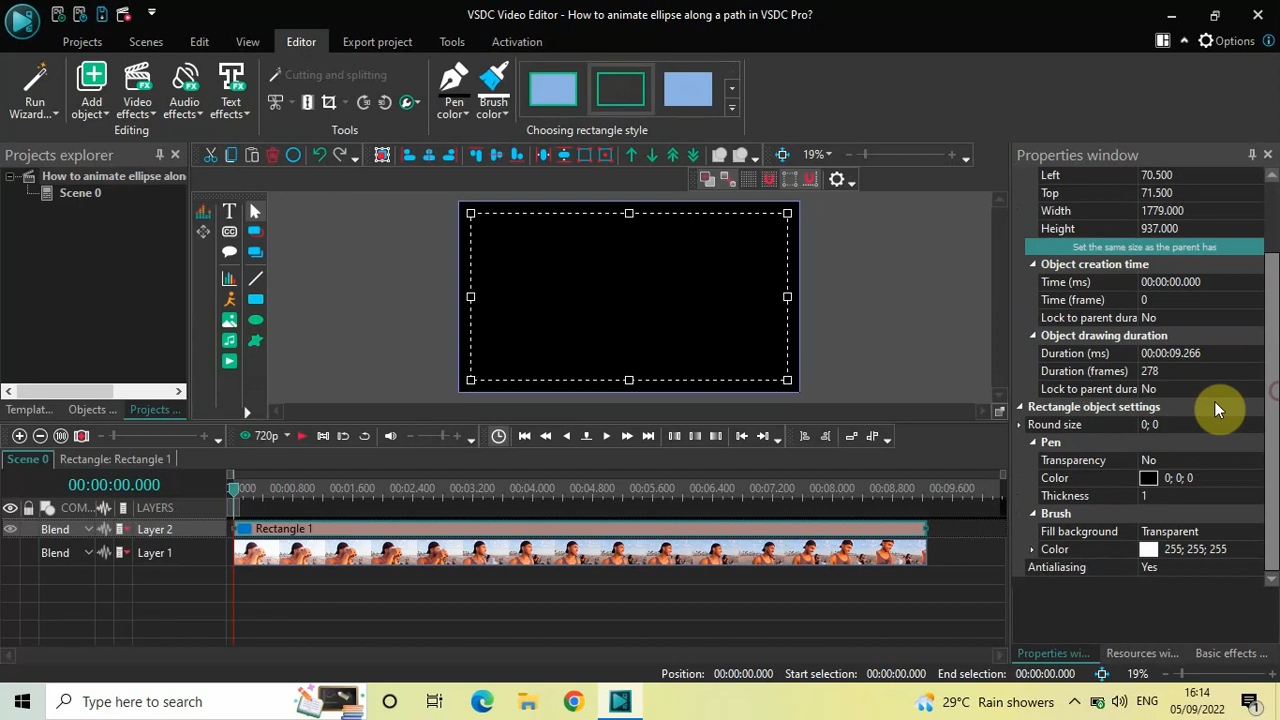 VSDC Video Editor - How to animate ellipse along a path in VSDC Pro?
Projects Scenes Edit View Editor Export project Tools Activation
Options
Run Wizard...
Add object
Video effects
Audio effects
Text effects
Cutting and splitting
Pen color
Brush color
Editing
Tools
Choosing rectangle style
Projects explorer
How to animate ellipse alon
Scene 0
Templat... Objects ... Projects ...
19%
Properties window
Left 70.500
Top 71.500
Width 1779.000
Height 937.000
Set the same size as the parent has
Object creation time
Time (ms) 00:00:00.000
Time (frame) 0
Lock to parent dura No
Object drawing duration
Duration (ms) 00:00:09.266
Duration (frames) 278
Lock to parent dura No
Rectangle object settings
Round size 0; 0
Pen
Transparency No
Color 0; 0; 0
Thickness 1
Brush
Fill background Transparent
Color 255; 255; 255
Antialiasing Yes
Properties wi... Resources wi... Basic effects ...
720p
Scene 0 Rectangle: Rectangle 1
00:00:00.000
000 00:00.800 00:01.600 00:02.400 00:03.200 00:04.000 00:04.800 00:05.600 00:06.400 00:07.200 00:08.000 00:08.800 00:09.600
COM... LAYERS
Blend Layer 2
Rectangle 1
Blend Layer 1
Position: 00:00:00.000 Start selection: 00:00:00.000 End selection: 00:00:00.000 19%
Type here to search
29°C Rain showers
ENG
16:14
05/09/2022